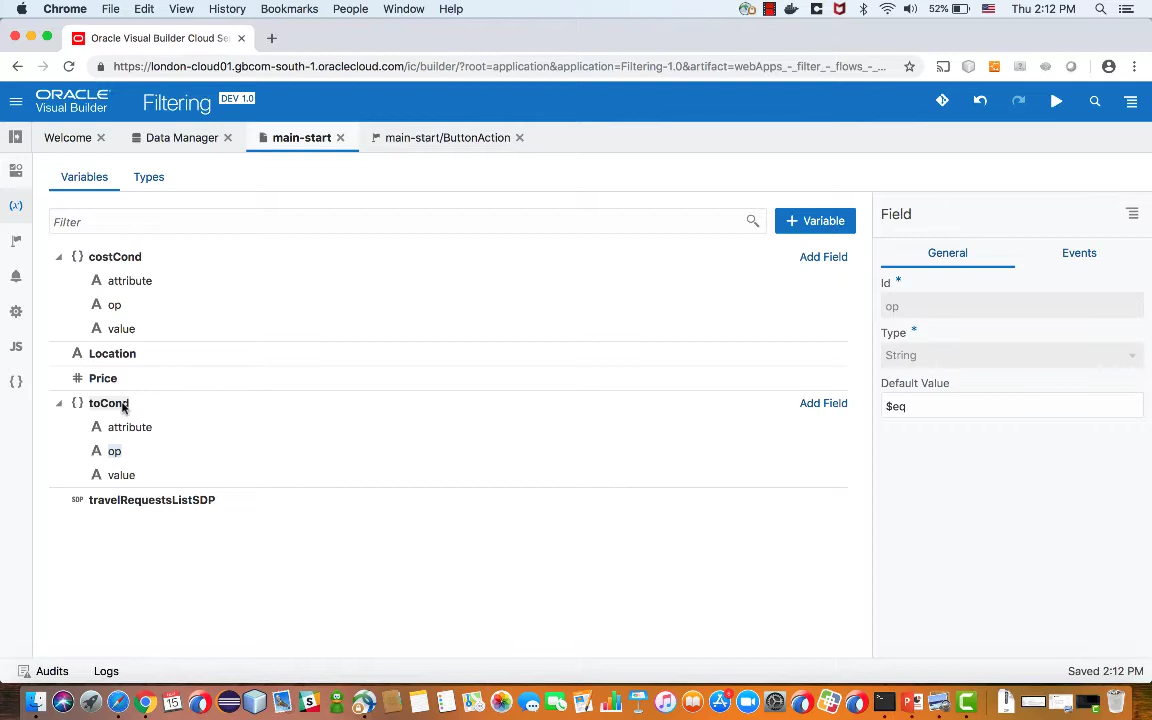 Chrome File Edit View History Bookmarks People Window Help 52% Thu 2:12 PM
Oracle Visual Builder Cloud Se
https://london-cloud01.gbcom-south-1.oraclecloud.com/ic/builder/?root=application&application=Filtering-1.0&artifact=webApps_-_filter_-_flows_-_...
ORACLE
Visual Builder
Filtering
DEV 1.0
Welcome
Data Manager
main-start
main-start/ButtonAction
Variables
Types
Filter
+ Variable
{} costCond
Add Field
A attribute
A op
A value
A Location
# Price
{} toCond
Add Field
A attribute
A op
A value
SDP travelRequestsListSDP
(x)
JS
{}
Field
General
Events
Id *
op
Type *
String
Default Value
$eq
Audits
Logs
Saved 2:12 PM